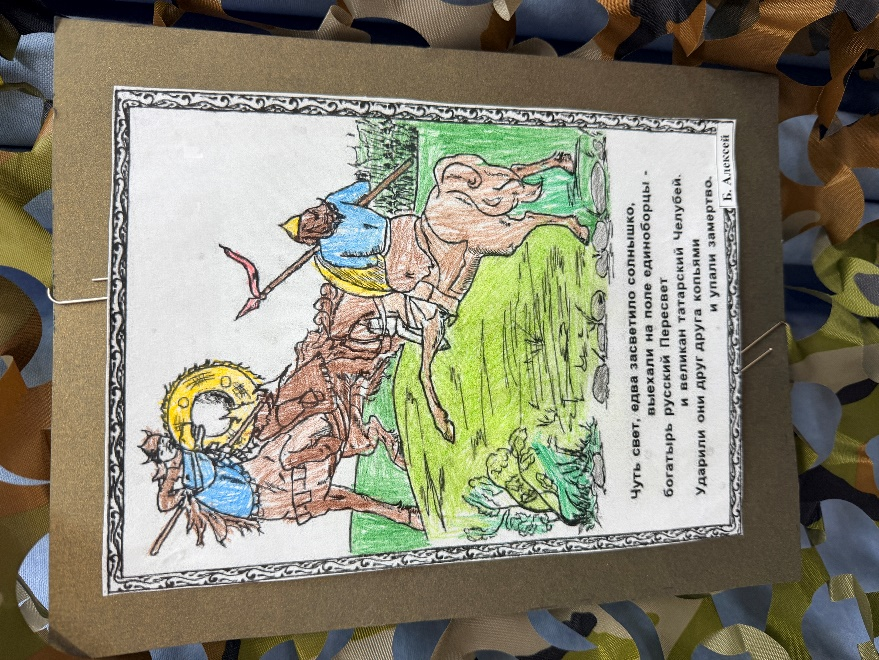 Чуть свет, едва засветило солнышко,
выехали на поле единоборцы -
богатырь русский Пересвет
и великан татарский Челубей.
Ударили они друг друга копьями
и упали замертво.
Б. Алексей